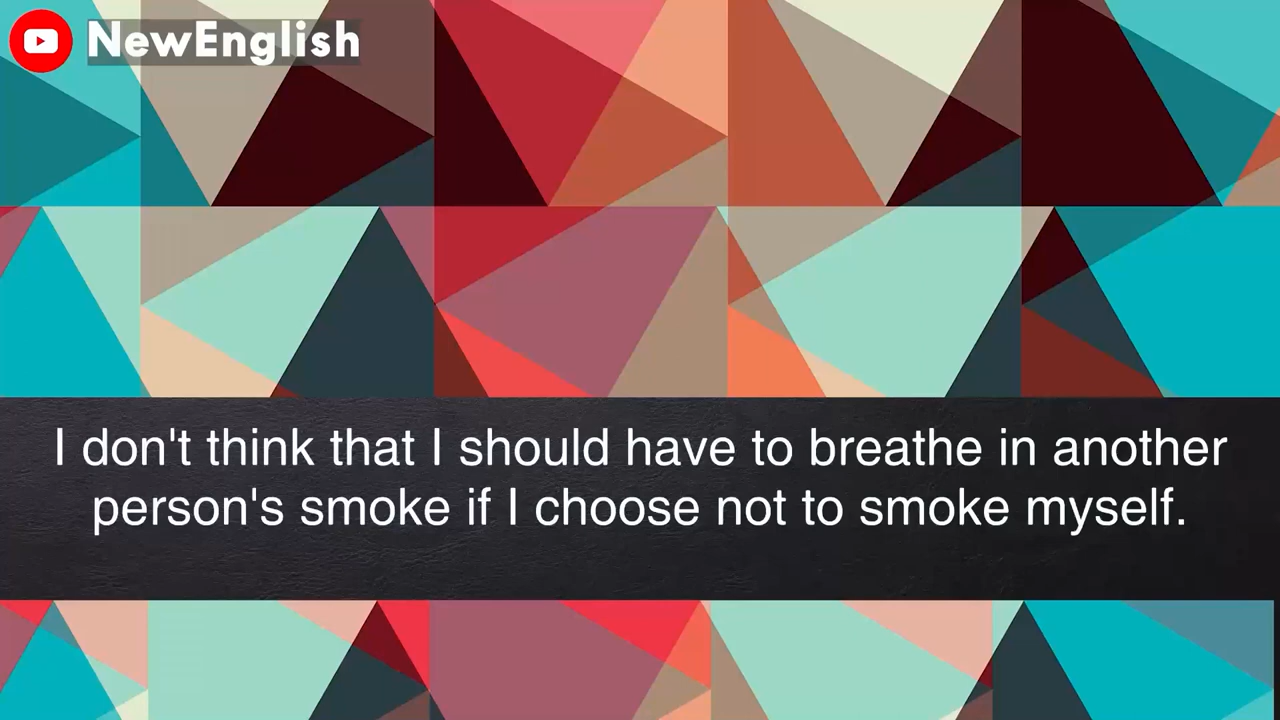 NewEnglish
I don't think that I should have to breathe in another
person's smoke if I choose not to smoke myself.